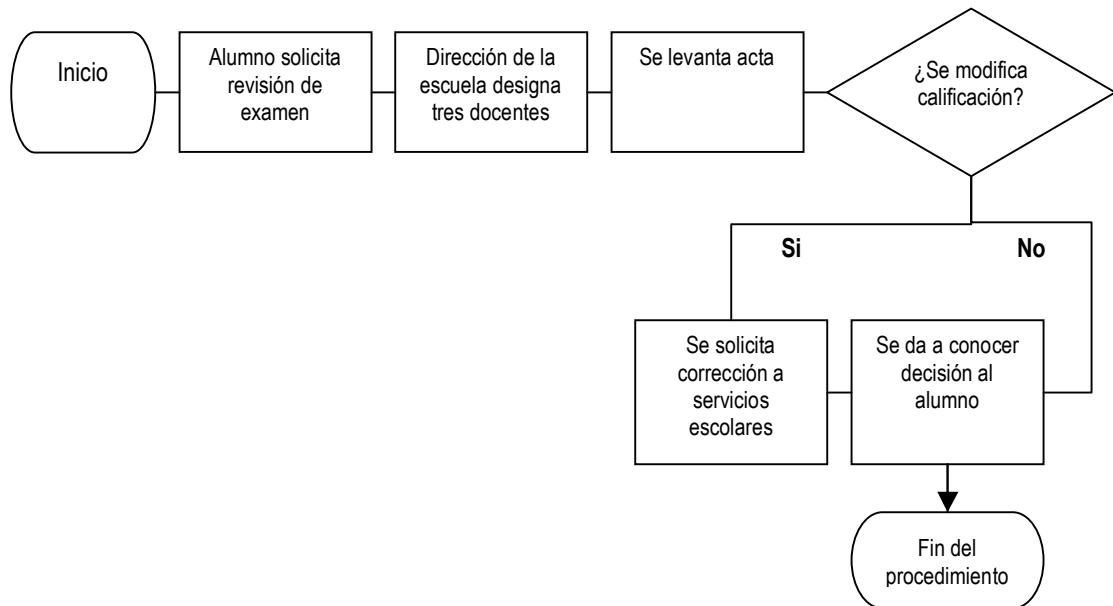 Inicio
Alumno solicita
revisión de
examen
Dirección de la
escuela designa
tres docentes
Se levanta acta
¿Se modifica
calificación?
Si
No
Se solicita
corrección a
servicios
escolares
Se da a conocer
decisión al
alumno
Fin del
procedimiento